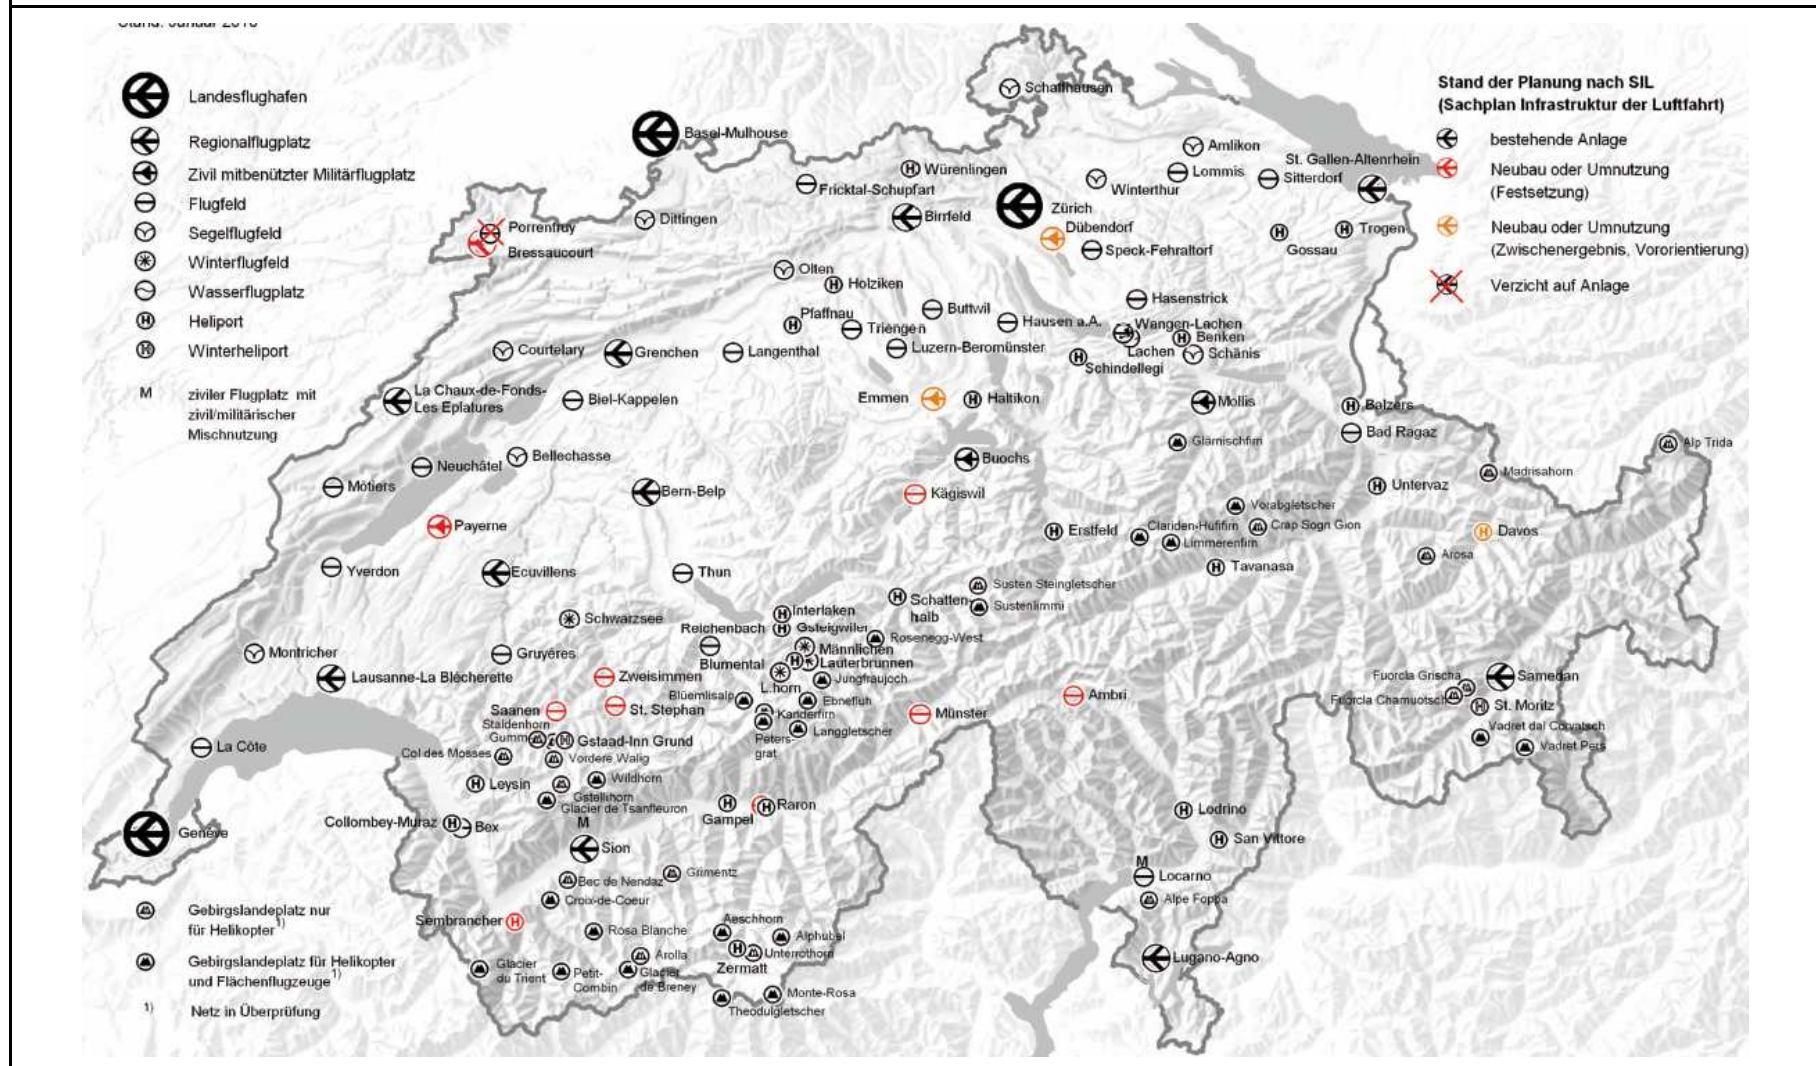 Stand: Januar 2010
Landesflughafen
Regionalflugplatz
Zivil mitbenützter Militärflugplatz
Flugfeld
Segelflugfeld
Winterflugfeld
Wasserflugplatz
Heliport
Winterheliport
M
ziviler Flugplatz mit
zivil/militärischer
Mischnutzung
Stand der Planung nach SIL
(Sachplan Infrastruktur der Luftfahrt)
bestehende Anlage
Neubau oder Umnutzung
(Festsetzung)
Neubau oder Umnutzung
(Zwischenergebnis, Vororientierung)
Verzicht auf Anlage
Schaffhausen
Basel-Mulhouse
Amlikon
St. Gallen-Altenrhein
Würenlingen
Lommis
Sitterdorf
Fricktal-Schupfart
Winterthur
Zürich
Dittingen
Birrfeld
Porrentruy
Dübendorf
Trogen
Bressaucourt
Speck-Fehraltorf
Gossau
Olten
Holziken
Hasenstrick
Pfaffnau
Buttwil
Triengen
Hausen a.A.
Wangen-Lachen
Benken
Courtelary
Grenchen
Langenthal
Luzern-Beromünster
Lachen
Schänis
Schindellegi
La Chaux-de-Fonds-
Les Eplatures
Biel-Kappelen
Emmen
Haltikon
Mollis
Balzers
Bad Ragaz
Glärnischfirn
Alp Trida
Bellechasse
Neuchâtel
Buochs
Madrisahorn
Môtiers
Bern-Belp
Kägiswil
Untervaz
Vorabgletscher
Payerne
Erstfeld
Clariden-Hüfifirn
Crap Sogn Gion
Davos
Limmerenfirn
Arosa
Yverdon
Ecuvillens
Thun
Tavanasa
Susten Steingletscher
Schatten-
halb
Sustenlimmi
Interlaken
Schwarzsee
Reichenbach
Gsteigwiler
Rosenegg-West
Montricher
Gruyères
Männlichen
Blumental
Lauterbrunnen
Lausanne-La Blécherette
Zweisimmen
Jungfraujoch
L.horn
Fuorcla Grischa
Samedan
Blüemlisalp
Ebnefluh
Ambri
Fuorcla Chamuotsch
Saanen
St. Stephan
Kanderfirn
Münster
St. Moritz
Staldenhorn
Gumm
Gstaad-Inn Grund
Langgletscher
Vadret dal Corvatsch
La Côte
Peters-
grat
Vadret Pers
Col des Mosses
Vordere Walig
Leysin
Wildhorn
Gstellihorn
Glacier de Tsanfleuron
Raron
Lodrino
Gampel
Collombey-Muraz
Bex
M
Genève
Sion
San Vittore
M
Grimentz
Locarno
Bec de Nendaz
Croix-de-Coeur
Alpe Foppa
Sembrancher
Aeschhorn
Rosa Blanche
Alphubel
Arolla
Unterrothorn
Lugano-Agno
Zermatt
Glacier
du Trient
Petit-
Combin
Glacier
de Breney
Monte-Rosa
Theodulgletscher
Gebirgslandeplatz nur
für Helikopter 1)
Gebirgslandeplatz für Helikopter
und Flächenflugzeuge 1)
1) Netz in Überprüfung